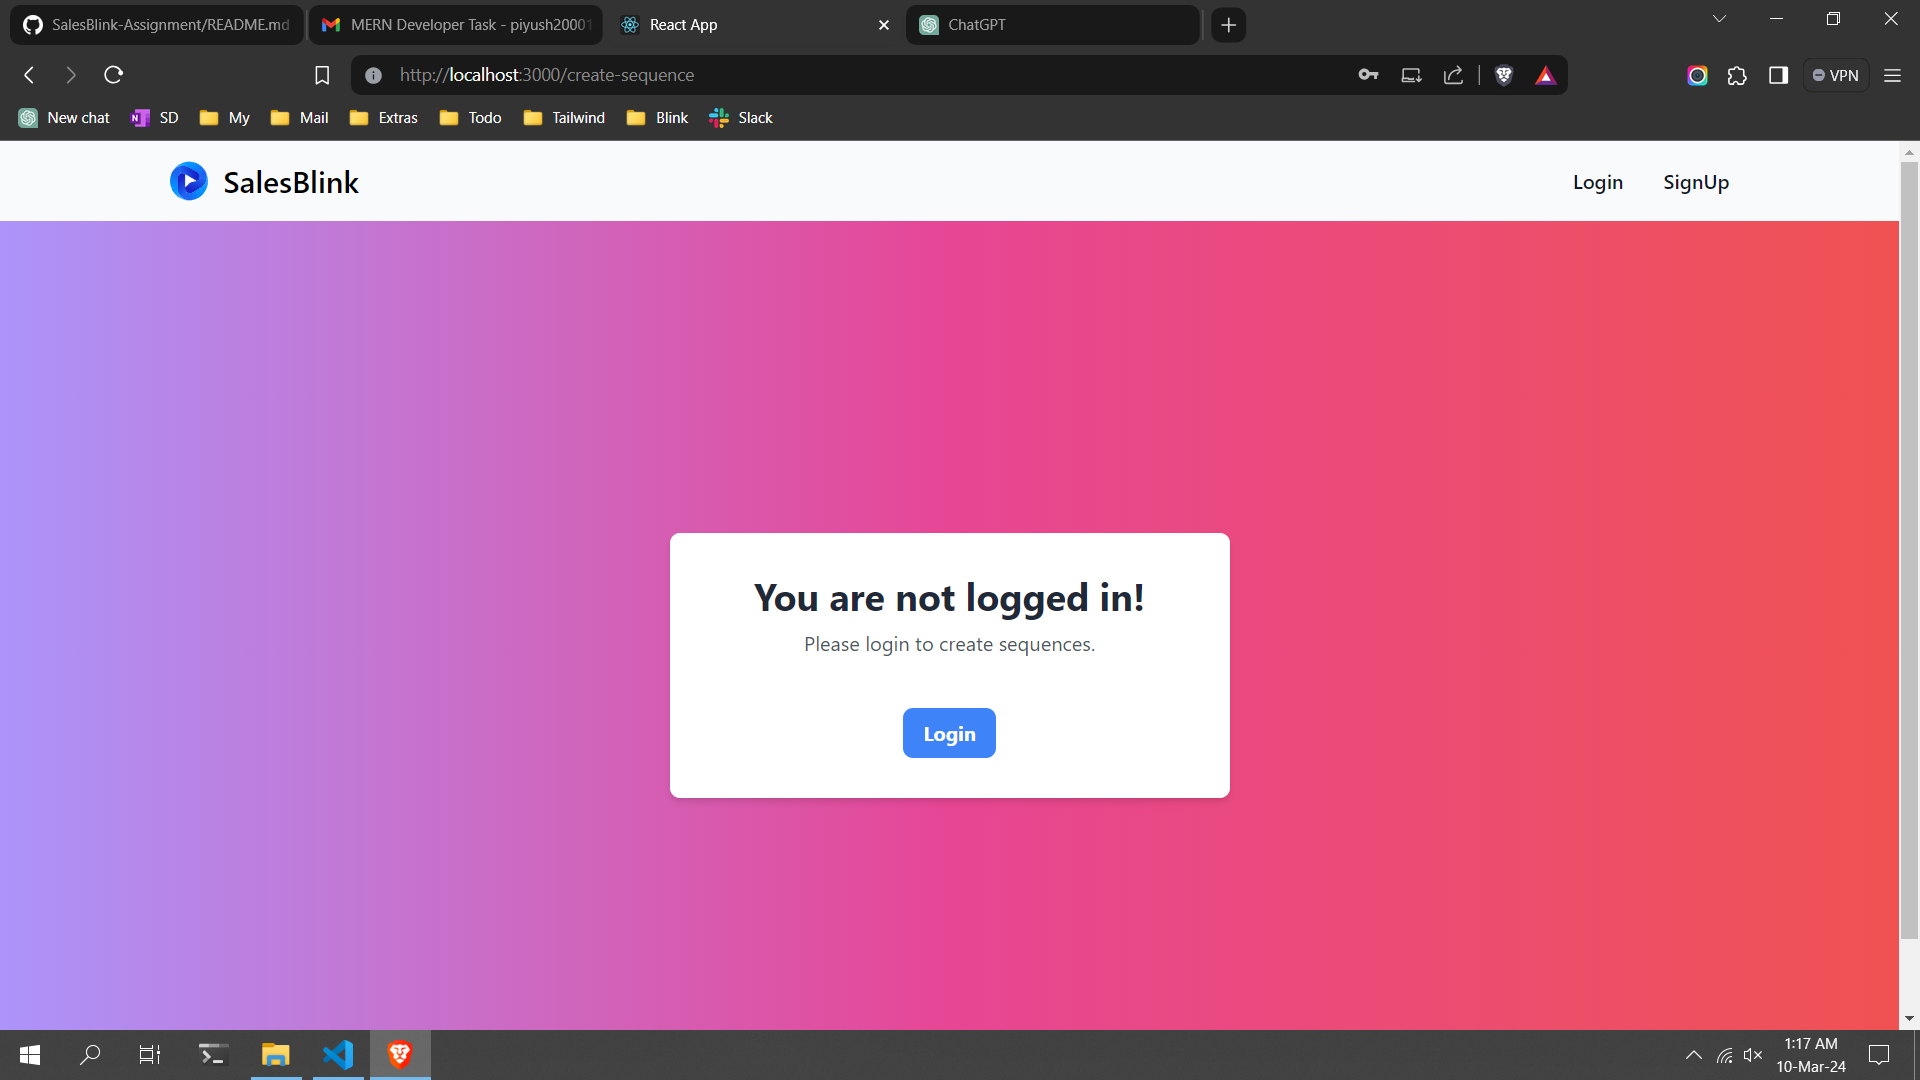 SalesBlink-Assignment/README.md
MERN Developer Task - piyush20001
React App
ChatGPT
http://localhost:3000/create-sequence
VPN
New chat
SD
My
Mail
Extras
Todo
Tailwind
Blink
Slack
SalesBlink
Login
SignUp
You are not logged in!
Please login to create sequences.
Login
1:17 AM
10-Mar-24